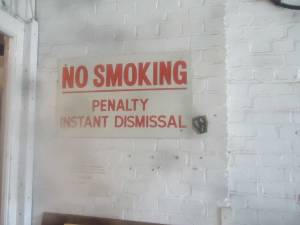 NO SMOKING
PENALTY
INSTANT DISMISSAL